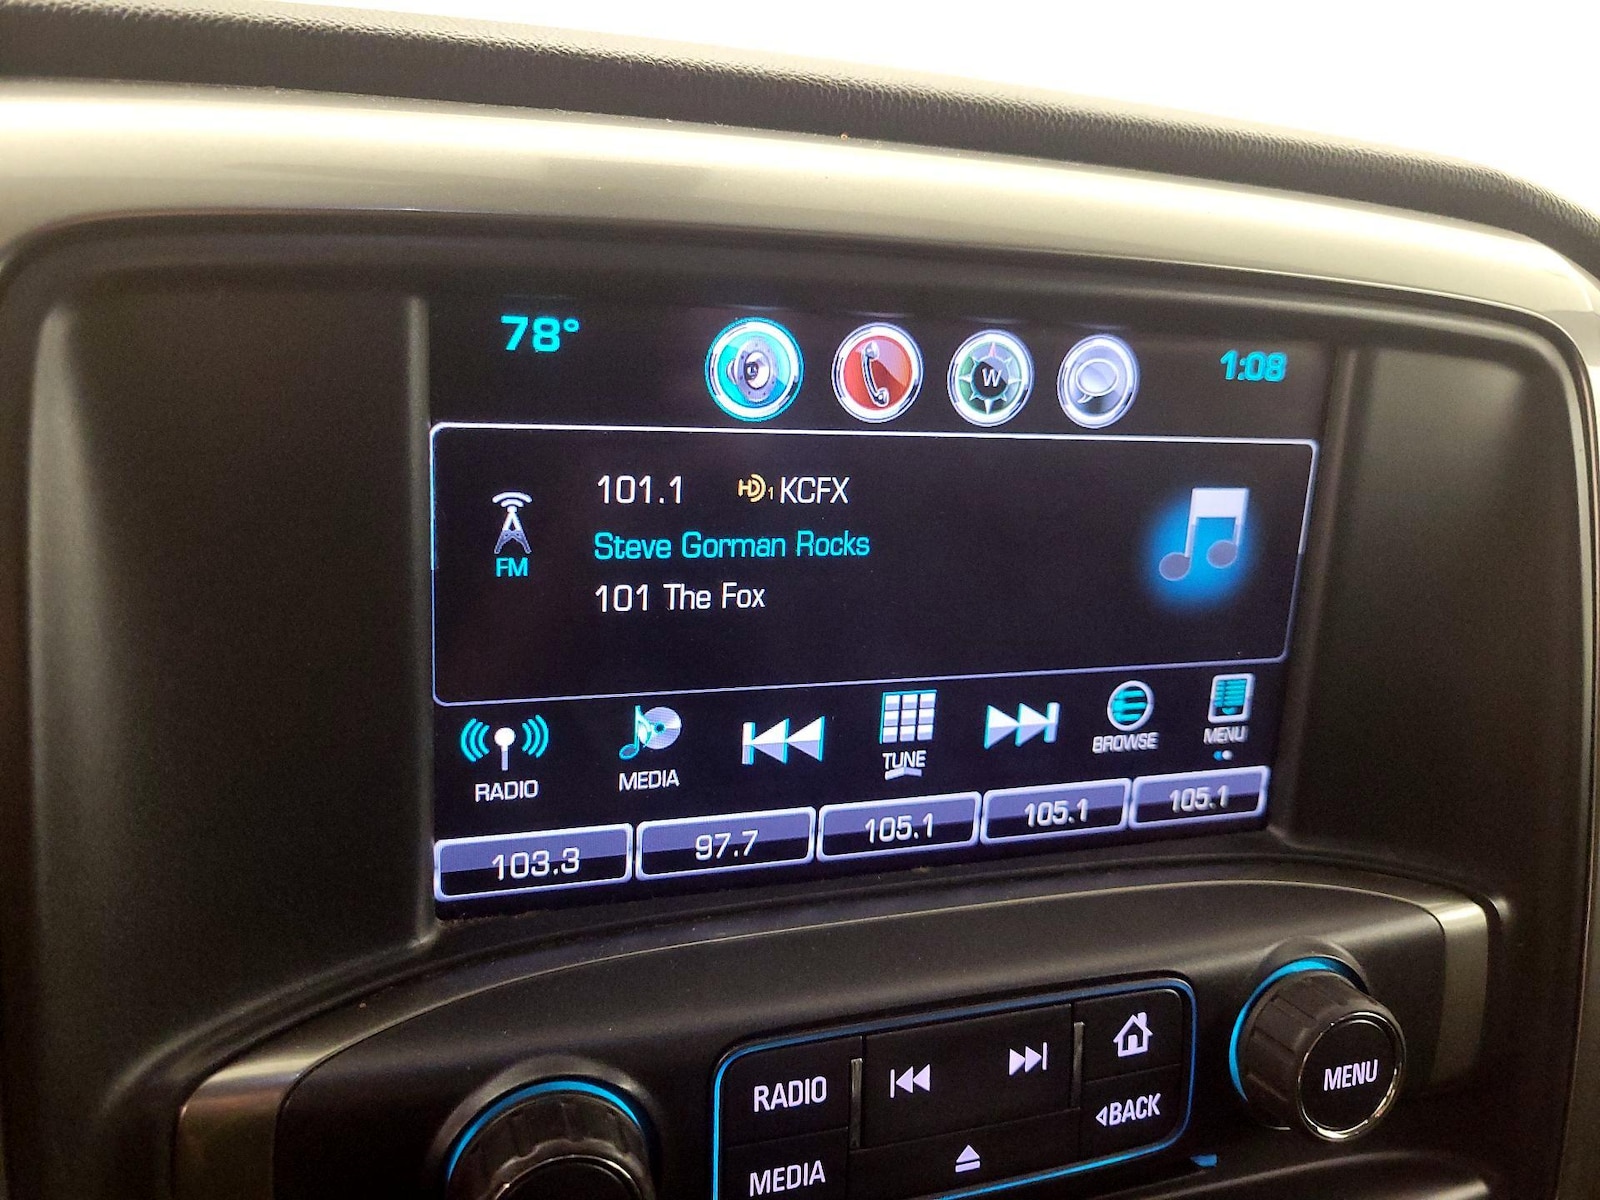 78° 1:08
W
101.1 HD1 KCFX
Steve Gorman Rocks
FM
101 The Fox
RADIO MEDIA TUNE BROWSE MENU
103.3 97.7 105.1 105.1 105.1
RADIO
MENU
BACK
MEDIA